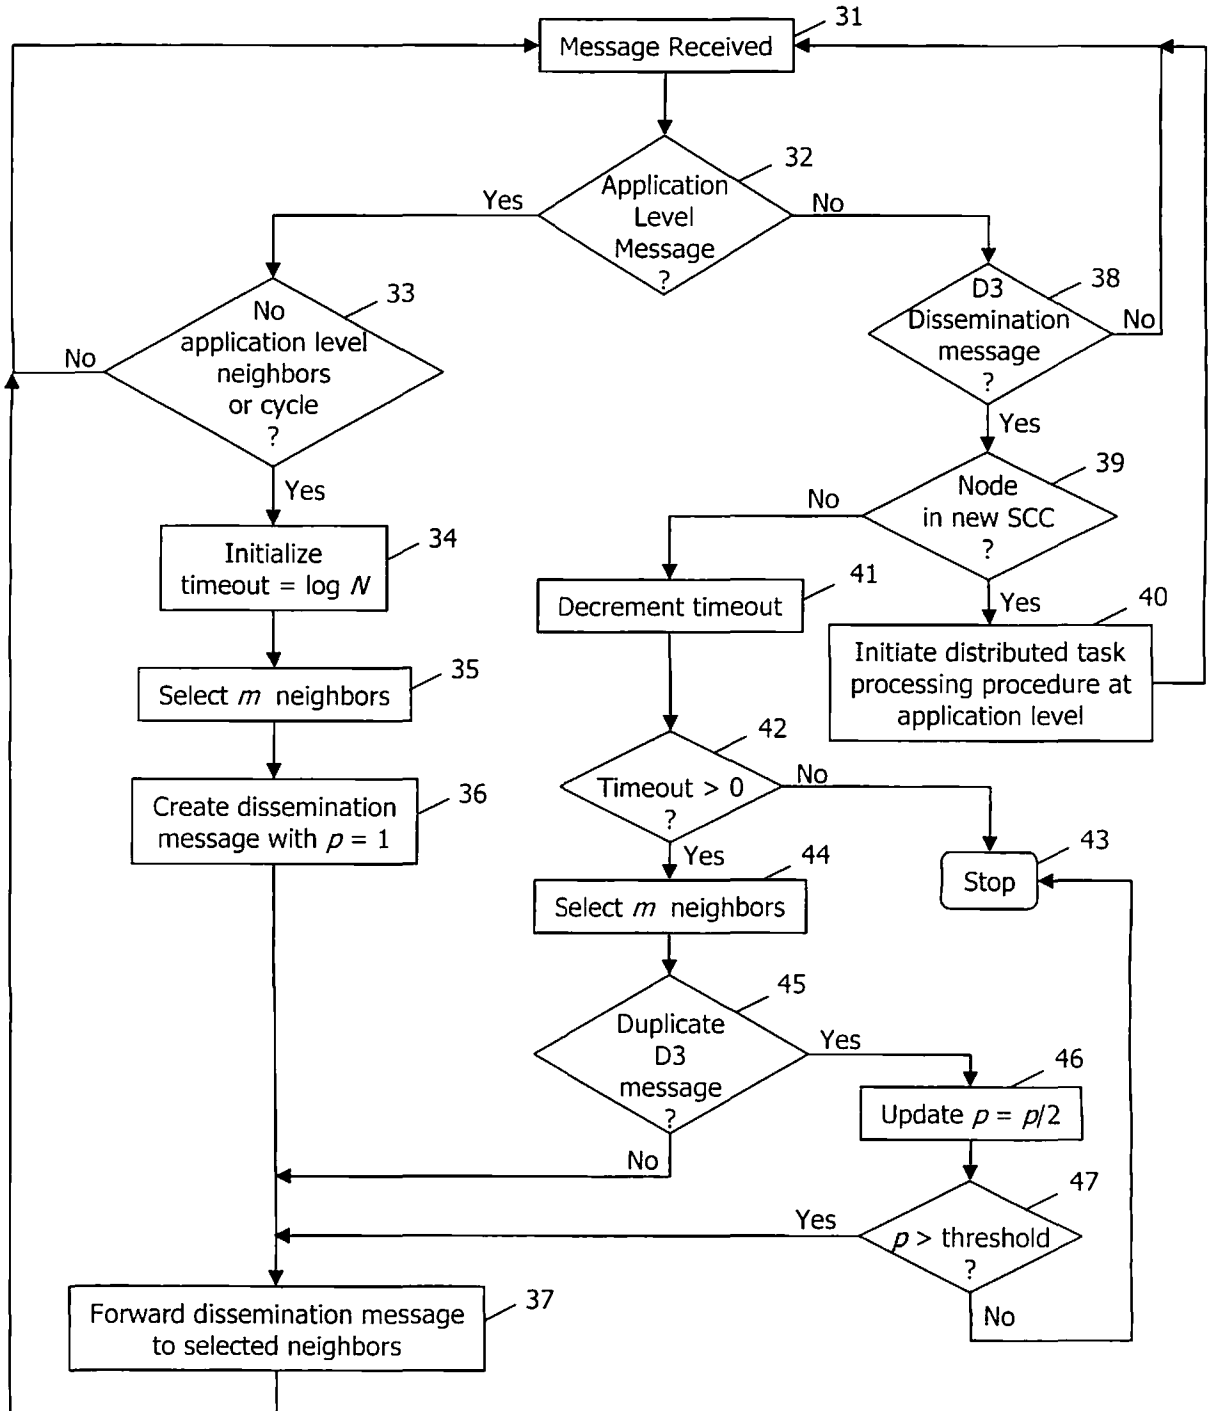 31
Message Received
32
Application
Level
Message
?
Yes
No
33
No
application level
neighbors
or cycle
?
No
Yes
38
D3
Dissemination
message
?
No
Yes
39
Node
in new SCC
?
No
Yes
34
Initialize
timeout = log N
41
Decrement timeout
40
Initiate distributed task
processing procedure at
application level
35
Select m neighbors
42
Timeout > 0
?
No
Yes
36
Create dissemination
message with p = 1
43
Stop
44
Select m neighbors
45
Duplicate
D3
message
?
Yes
No
46
Update p = p/2
47
p > threshold
?
Yes
No
37
Forward dissemination message
to selected neighbors